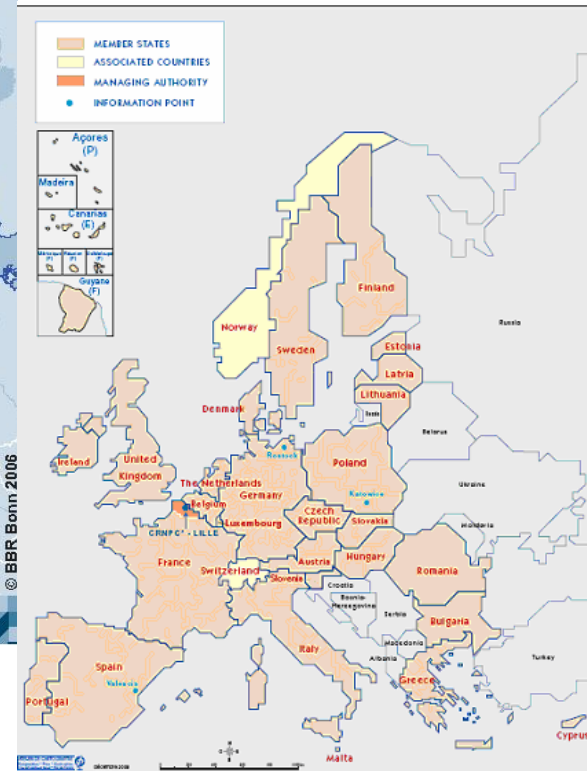 MEMBER STATES
ASSOCIATED COUNTRIES
MANAGING AUTHORITY
INFORMATION POINT
Açores
(P)
Madeira
Canarias
(E)
Guyane
(F)
Finland
Norway
Sweden
Russia
Estonia
Latvia
Lithuania
Denmark
Belarus
Rostock
Ireland
United
Kingdom
The Netherlands
Poland
Germany
Belgium
Katowice
Ukraine
Luxembourg
Czech
Republic
Slovakia
CRNPC* - LILLE
Moldavia
France
Switzerland
Austria
Hungary
Romania
Slovenia
Croatia
Bosnia-
Herzegovina
Serbia
Bulgaria
Italy
Macedonia
Albania
Turkey
Spain
Valencia
Portugal
Greece
Cyprus
Malta
© BBR Bonn 2006